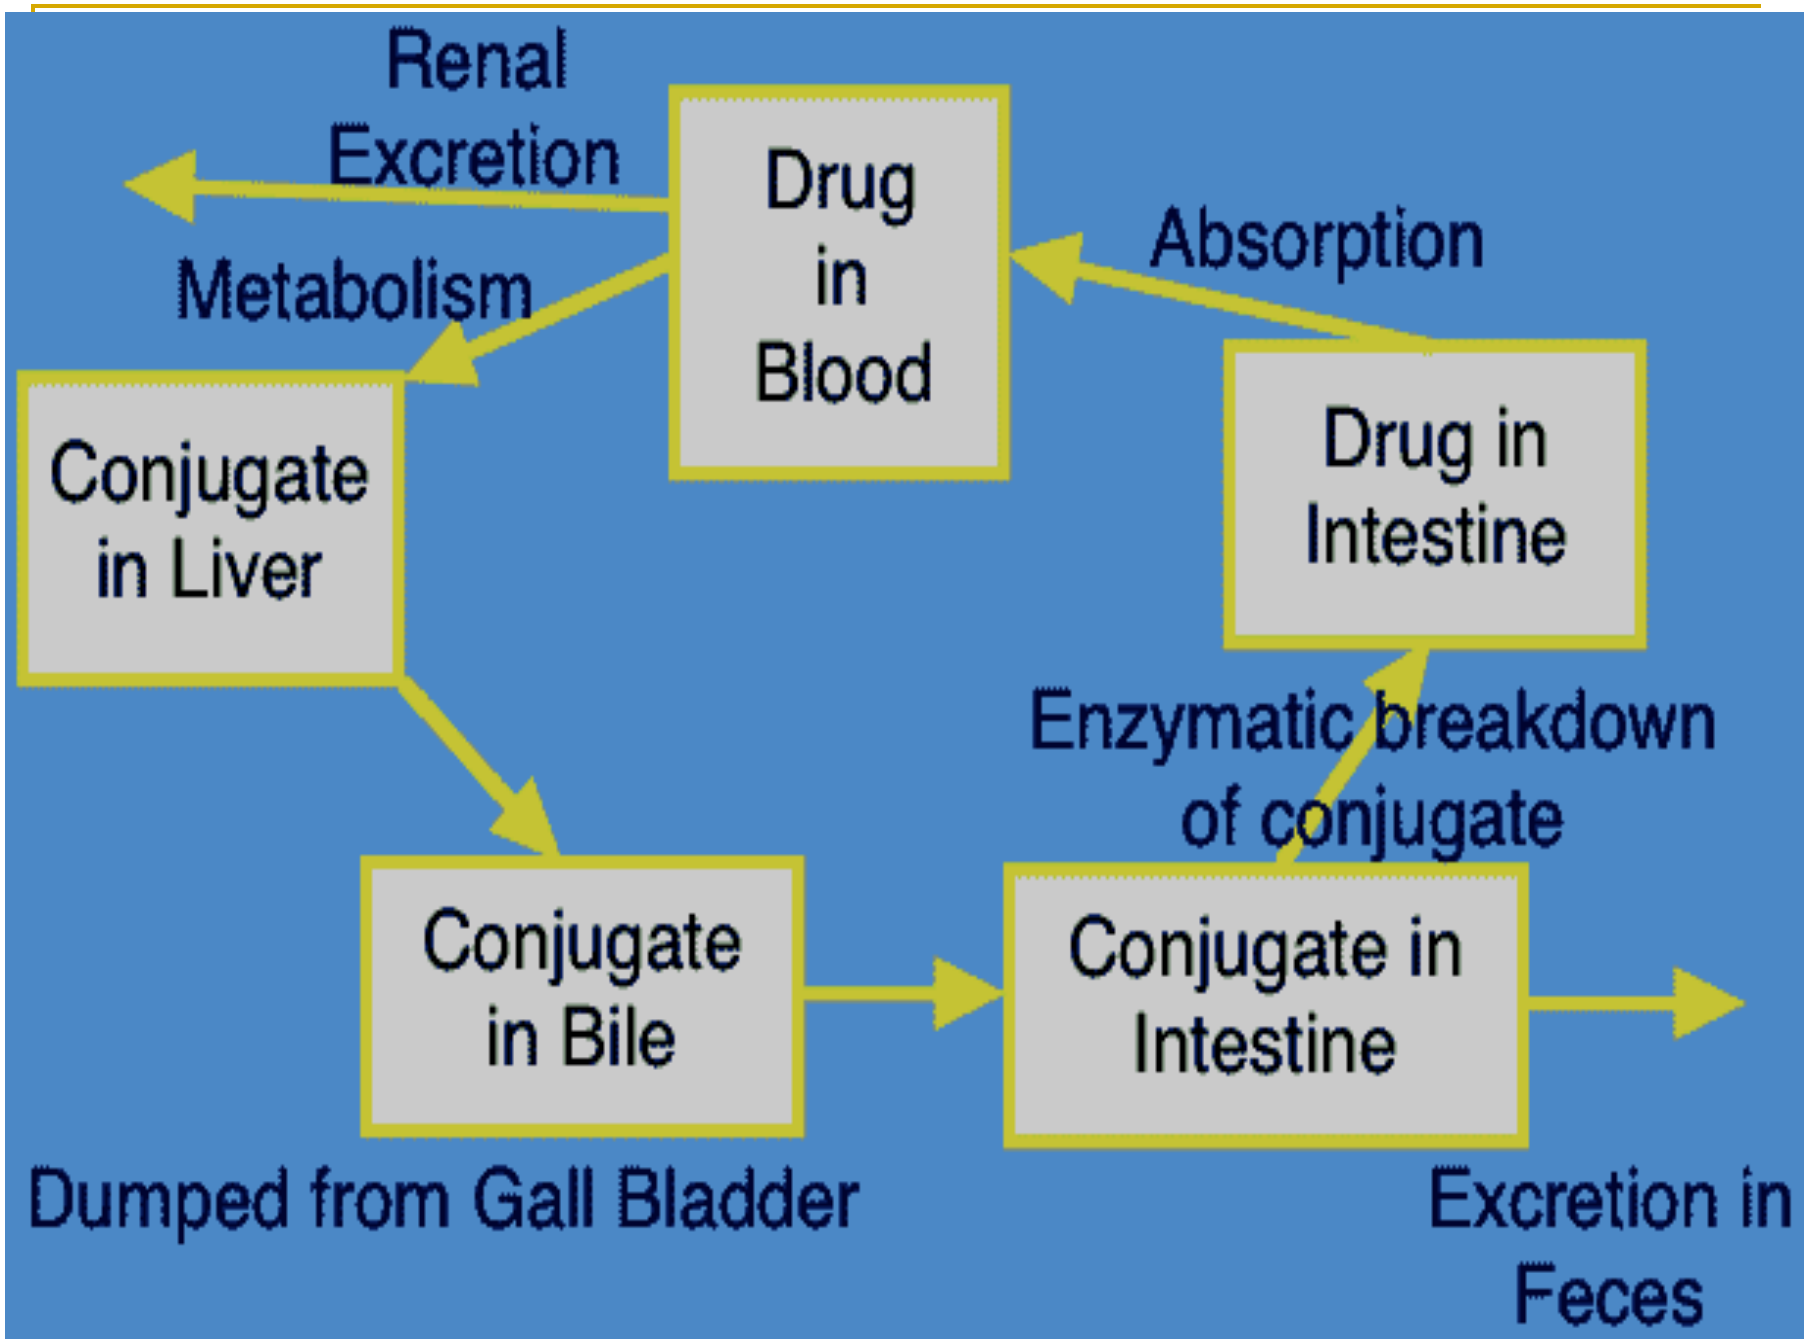 Renal
Excretion
Drug
in
Blood
Absorption
Metabolism
Conjugate
in Liver
Drug in
Intestine
Enzymatic breakdown
of conjugate
Conjugate
in Bile
Conjugate in
Intestine
Dumped from Gall Bladder
Excretion in
Feces